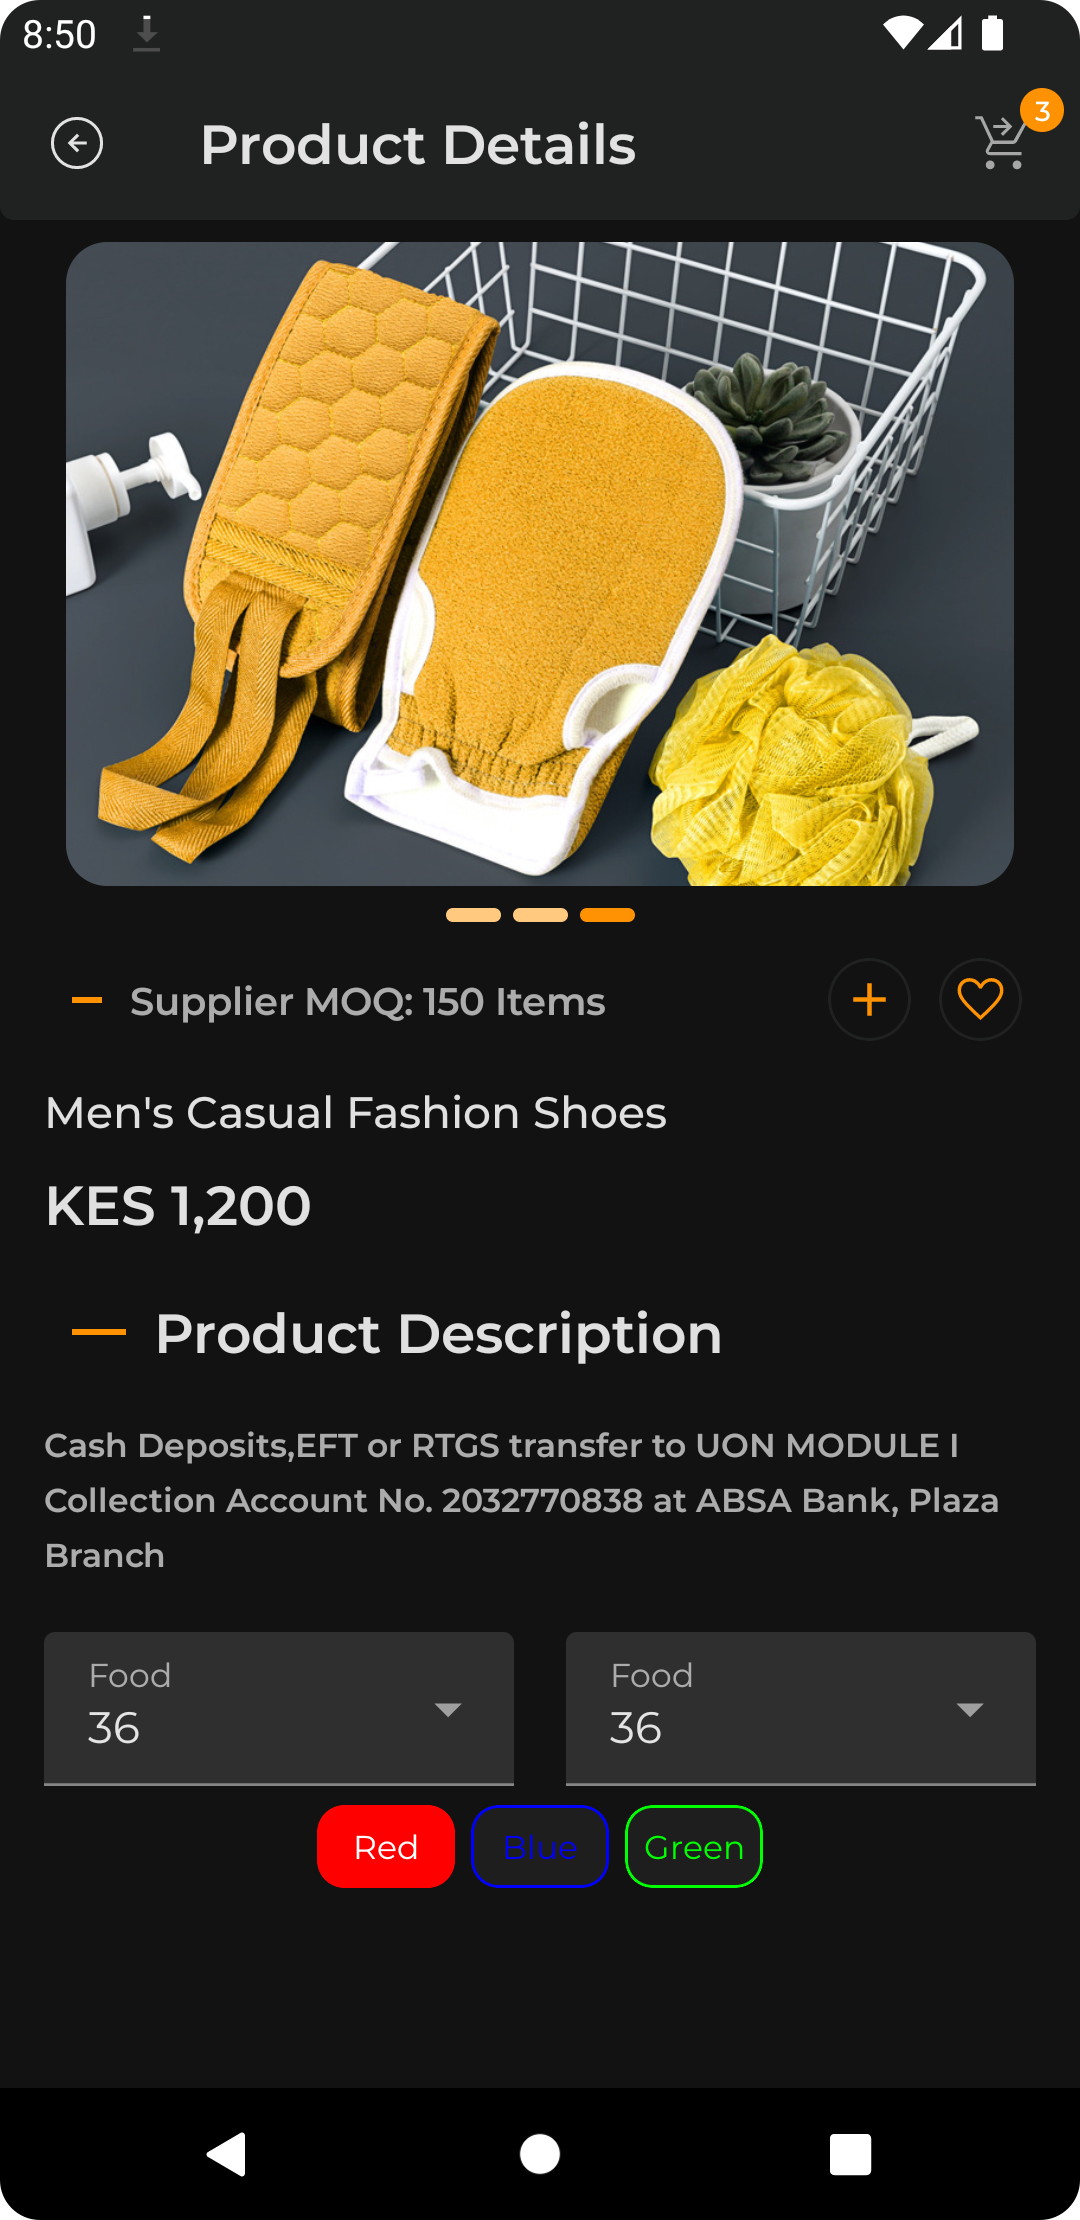 8:50
Product Details
3
Supplier MOQ: 150 Items
Men's Casual Fashion Shoes
KES 1,200
Product Description
Cash Deposits,EFT or RTGS transfer to UON MODULE I
Collection Account No. 2032770838 at ABSA Bank, Plaza
Branch
Food
36
Food
36
Red
Blue
Green